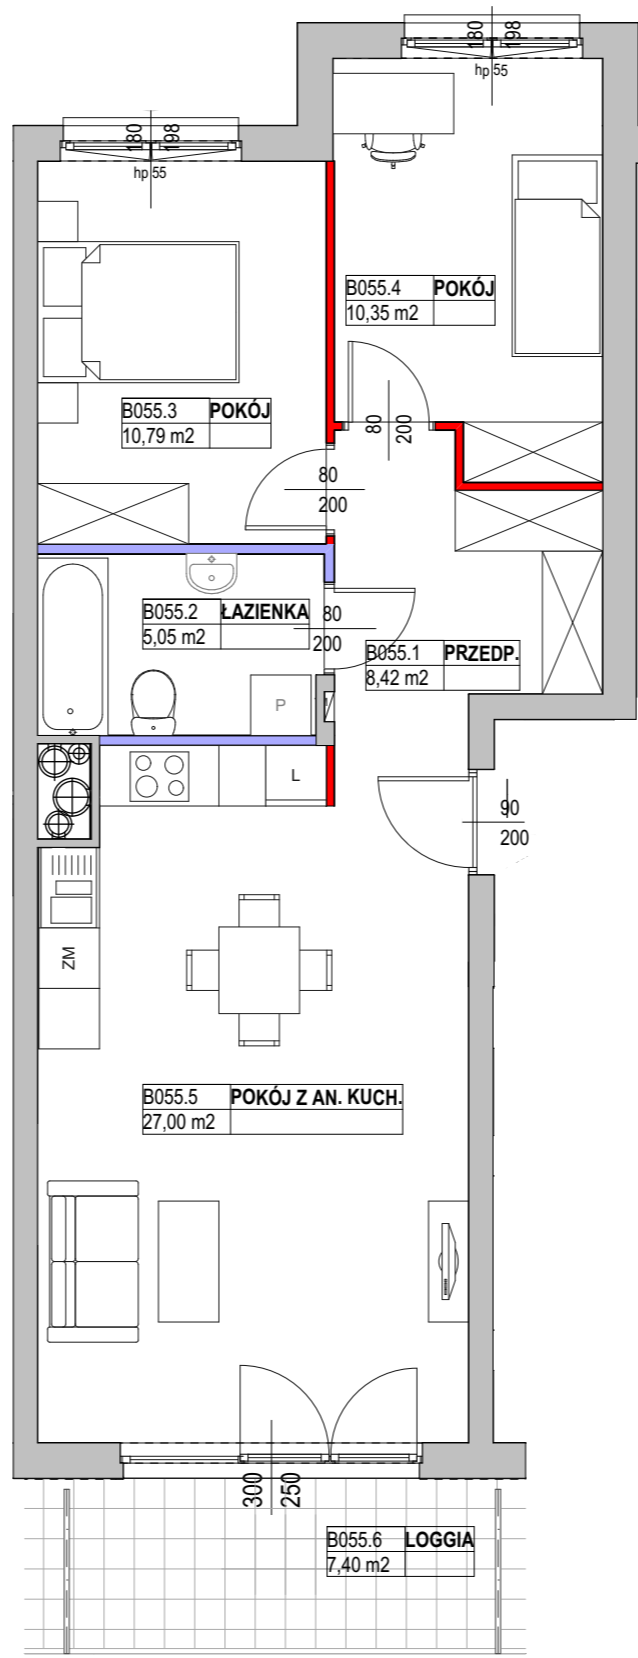 180
198
hp 55
180
198
hp 55
B055.4 POKÓJ
10,35 m2
B055.3 POKÓJ
10,79 m2
80
200
80
200
B055.2 ŁAZIENKA
5,05 m2
80
200
B055.1 PRZEDP.
8,42 m2
P
L
90
200
ZM
B055.5 POKÓJ Z AN. KUCH.
27,00 m2
300
250
B055.6 LOGGIA
7,40 m2